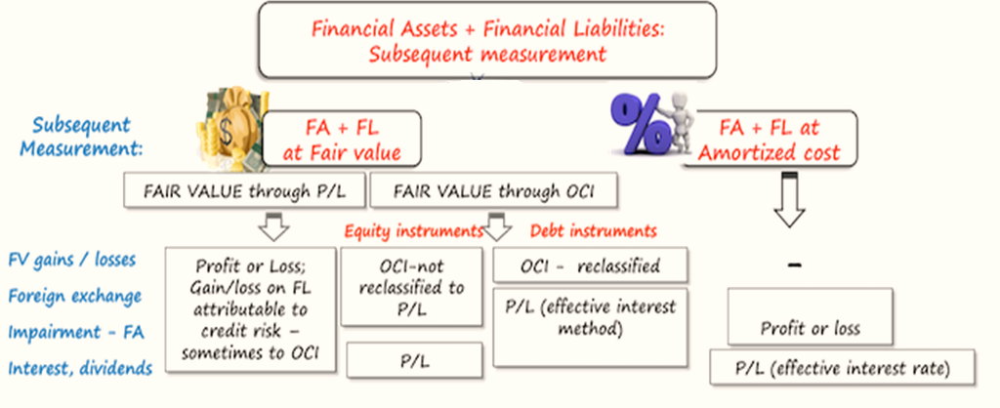 Financial Assets + Financial Liabilities:
Subsequent measurement
Subsequent
Measurement:
$
FA + FL
at Fair value
%
FA + FL at
Amortized cost
FAIR VALUE through P/L
FAIR VALUE through OCI
Equity instruments
Debt instruments
FV gains / losses
Foreign exchange
Impairment - FA
Interest, dividends
Profit or Loss;
Gain/loss on FL
attributable to
credit risk -
sometimes to OCI
OCI-not
reclassified to
P/L
P/L
OCI - reclassified
P/L (effective interest
method)
-
Profit or loss
P/L (effective interest rate)